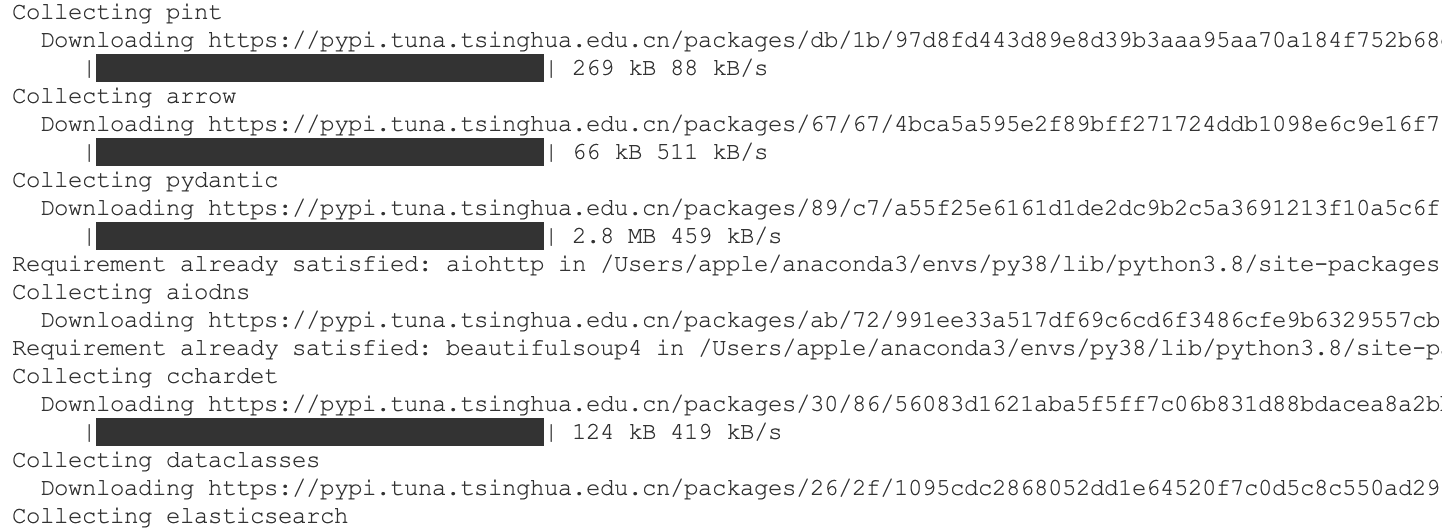 Collecting pint
Downloading https://pypi.tuna.tsinghua.edu.cn/packages/db/1b/97d8fd443d89e8d39b3aaa95aa70a184f752b68
| | 269 kB 88 kB/s
Collecting arrow
Downloading https://pypi.tuna.tsinghua.edu.cn/packages/67/67/4bca5a595e2f89bff271724ddb1098e6c9e16f7
| | 66 kB 511 kB/s
Collecting pydantic
Downloading https://pypi.tuna.tsinghua.edu.cn/packages/89/c7/a55f25e6161d1de2dc9b2c5a3691213f10a5c6f
| | 2.8 MB 459 kB/s
Requirement already satisfied: aiohttp in /Users/apple/anaconda3/envs/py38/lib/python3.8/site-packages
Collecting aiodns
Downloading https://pypi.tuna.tsinghua.edu.cn/packages/ab/72/991ee33a517df69c6cd6f3486cfe9b6329557cb
Requirement already satisfied: beautifulsoup4 in /Users/apple/anaconda3/envs/py38/lib/python3.8/site-p
Collecting cchardet
Downloading https://pypi.tuna.tsinghua.edu.cn/packages/30/86/56083d1621aba5f5ff7c06b831d88bdacea8a2b
| | 124 kB 419 kB/s
Collecting dataclasses
Downloading https://pypi.tuna.tsinghua.edu.cn/packages/26/2f/1095cdc2868052dd1e64520f7c0d5c8c550ad29
Collecting elasticsearch